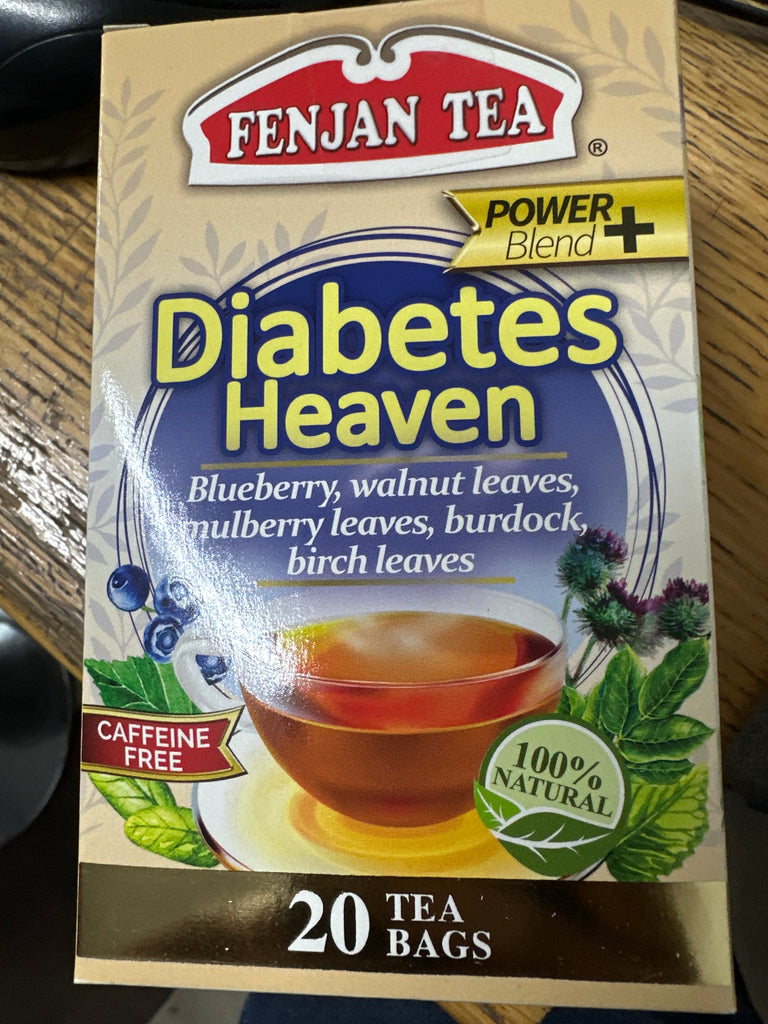 FENJAN TEA
®
POWER
Blend +
Diabetes
Heaven
Blueberry, walnut leaves,
mulberry leaves, burdock,
birch leaves
CAFFEINE
FREE
100%
NATURAL
20 TEA
BAGS